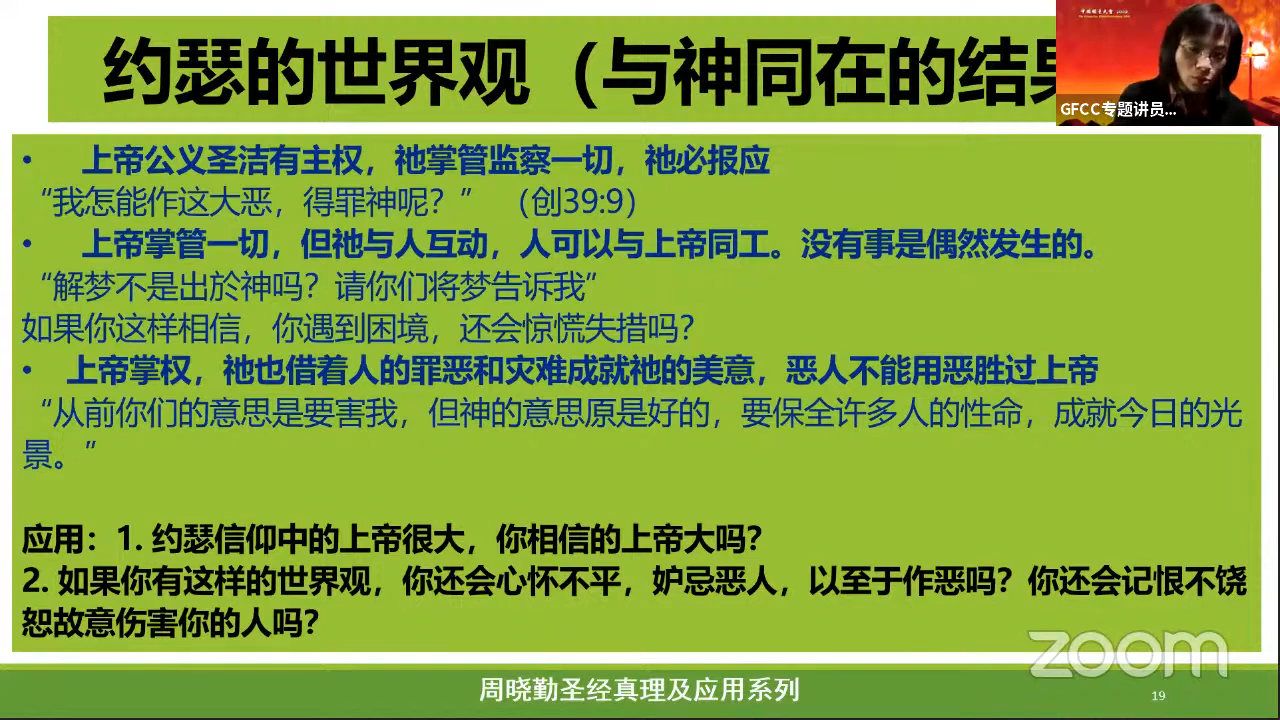 约瑟的世界观（与神同在的结果
GFCC专题讲员...
• 上帝公义圣洁有主权，祂掌管监察一切，祂必报应
“我怎能作这大恶，得罪神呢？”（创39:9）
• 上帝掌管一切，但祂与人互动，人可以与上帝同工。没有事是偶然发生的。
“解梦不是出於神吗？请你们将梦告诉我”
如果你这样相信，你遇到困境，还会惊慌失措吗？
• 上帝掌权，祂也借着人的罪恶和灾难成就祂的美意，恶人不能用恶胜过上帝
“从前你们的意思是要害我，但神的意思原是好的，要保全许多人的性命，成就今日的光
景。”
应用：1. 约瑟信仰中的上帝很大，你相信的上帝大吗？
2. 如果你有这样的世界观，你还会心怀不平，妒忌恶人，以至于作恶吗？你还会记恨不饶
恕故意伤害你的人吗？
zoom
周晓勤圣经真理及应用系列
19